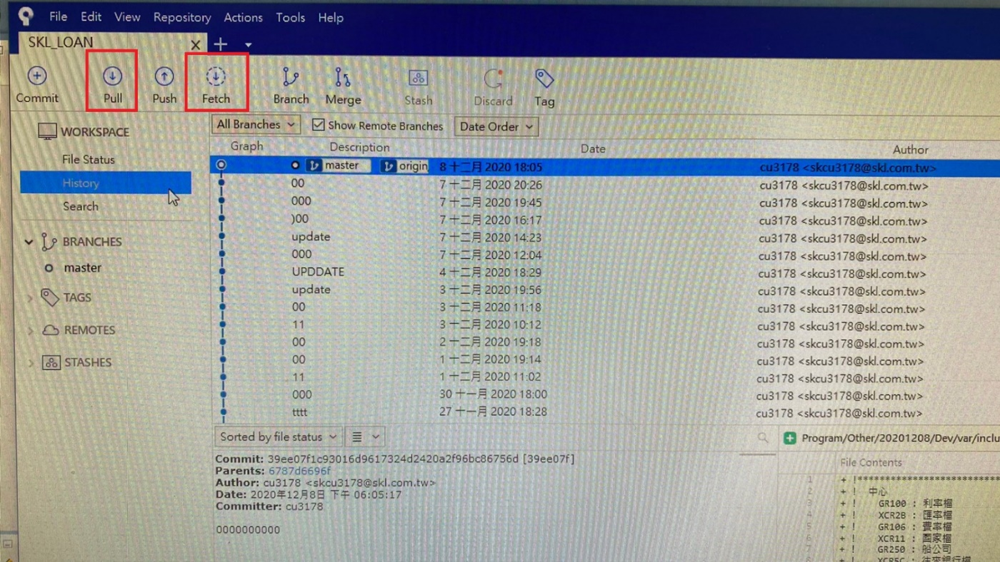 File Edit View Repository Actions Tools Help
SKL_LOAN
Commit Pull Push Fetch Branch Merge Stash Discard Tag
WORKSPACE
File Status
History
Search
BRANCHES
master
TAGS
REMOTES
STASHES
All Branches Show Remote Branches Date Order
Graph Description Date Author
master origin 8 十二月 2020 18:05 cu3178 <skcu3178@skl.com.tw>
00 7 十二月 2020 20:26 cu3178 <skcu3178@skl.com.tw>
000 7 十二月 2020 19:45 cu3178 <skcu3178@skl.com.tw>
)00 7 十二月 2020 16:17 cu3178 <skcu3178@skl.com.tw>
update 7 十二月 2020 14:23 cu3178 <skcu3178@skl.com.tw>
000 7 十二月 2020 12:04 cu3178 <skcu3178@skl.com.tw>
UPDDATE 4 十二月 2020 18:29 cu3178 <skcu3178@skl.com.tw>
update 3 十二月 2020 19:56 cu3178 <skcu3178@skl.com.tw>
00 3 十二月 2020 11:18 cu3178 <skcu3178@skl.com.tw>
11 3 十二月 2020 10:12 cu3178 <skcu3178@skl.com.tw>
00 2 十二月 2020 19:18 cu3178 <skcu3178@skl.com.tw>
00 1 十二月 2020 19:14 cu3178 <skcu3178@skl.com.tw>
11 1 十二月 2020 11:02 cu3178 <skcu3178@skl.com.tw>
000 30 十一月 2020 18:00 cu3178 <skcu3178@skl.com.tw>
tttt 27 十一月 2020 18:28 cu3178 <skcu3178@skl.com.tw>
Sorted by file status
Commit: 39ee07f1c93016d9617324d2420a2f96bc86756d [39ee07f]
Parents: 6787d6696f
Author: cu3178 <skcu3178@skl.com.tw>
Date: 2020年12月8日 下午 06:05:17
Committer: cu3178
0000000000
Program/Other/20201208/Dev/var/inclu
File Contents
1 + !**************************
2 + ! 中心
3 + ! GR100 : 利率檔
4 + ! XCR2B : 匯率檔
5 + ! GR106 : 費率檔
6 + ! XCR11 : 國家檔
7 + ! GR250 : 船公司
8 + ! XCR5C : 往來銀行檔